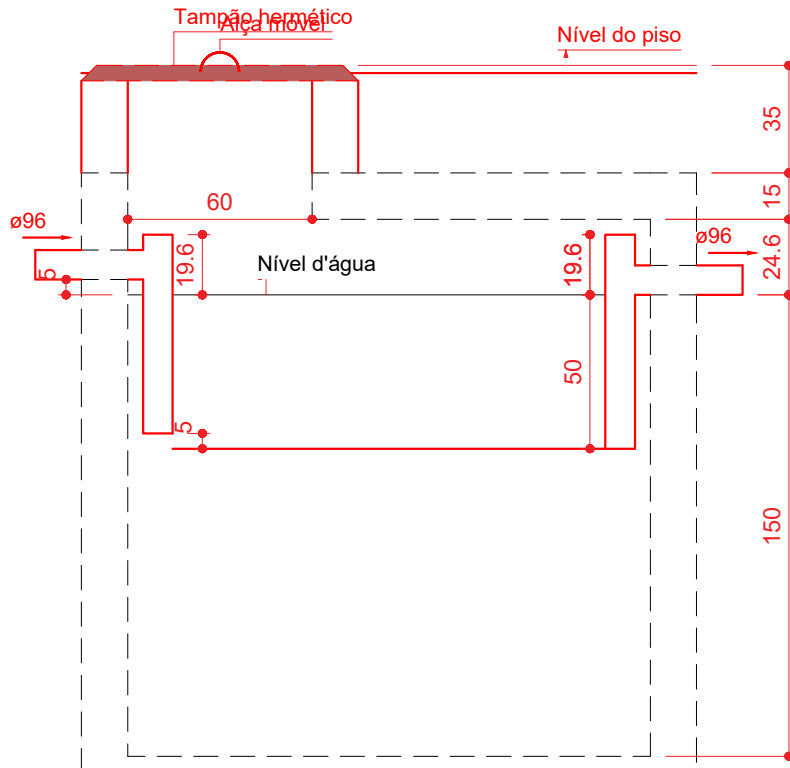 Tampão hermético
Alça móvel
Nível do piso
35
15
60
ø96
ø96
19.6
19.6
24.6
5
Nível d'água
50
5
150